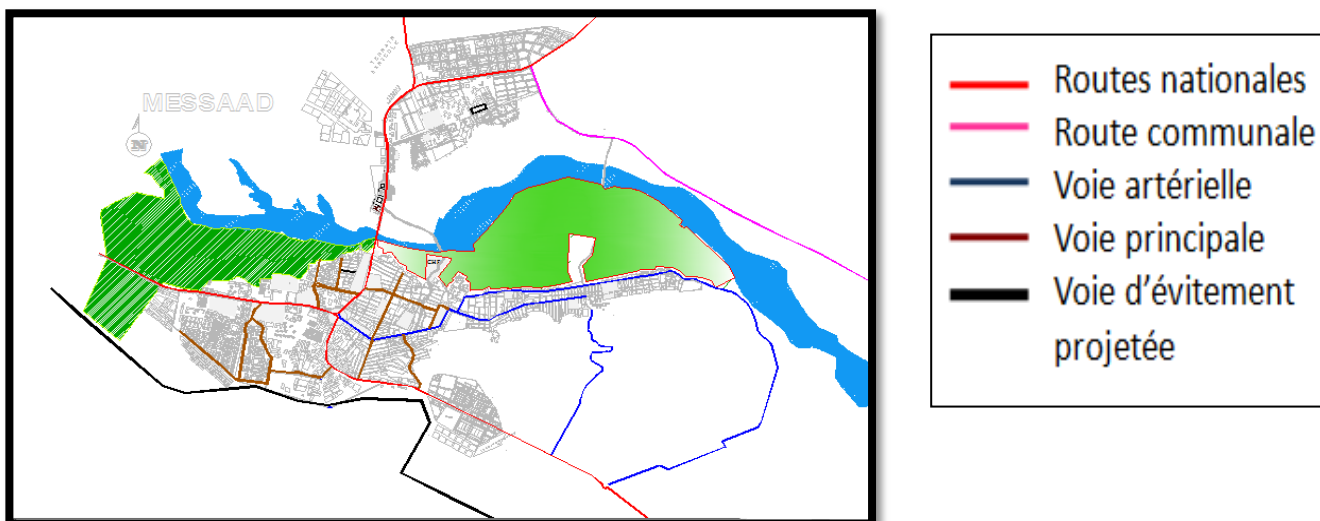 MESSAAD
N
Routes nationales
Route communale
Voie artérielle
Voie principale
Voie d'évitement
projetée